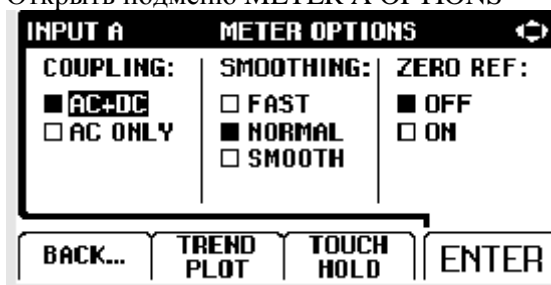 Открыть подменю METER A OPTIONS
INPUT A METER OPTIONS
COUPLING: SMOOTHING: ZERO REF:
AC+DC FAST OFF
AC ONLY NORMAL ON
SMOOTH
BACK... TREND PLOT TOUCH HOLD ENTER